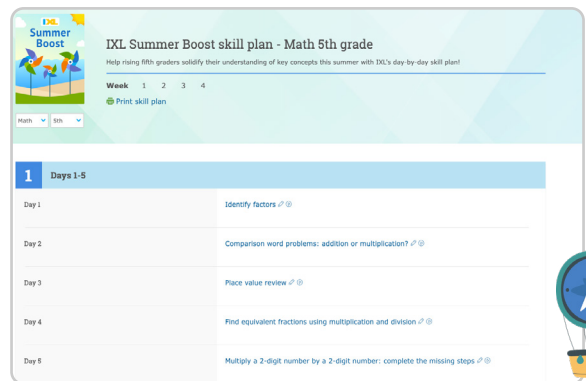 IXL
Summer
Boost
IXL Summer Boost skill plan - Math 5th grade
Help rising fifth graders solidify their understanding of key concepts this summer with IXL's day-by-day skill plan!
Week 1 2 3 4
Print skill plan
Math 5th
1 Days 1-5
Day 1 Identify factors
Day 2 Comparison word problems: addition or multiplication?
Day 3 Place value review
Day 4 Find equivalent fractions using multiplication and division
Day 5 Multiply a 2-digit number by a 2-digit number: complete the missing steps